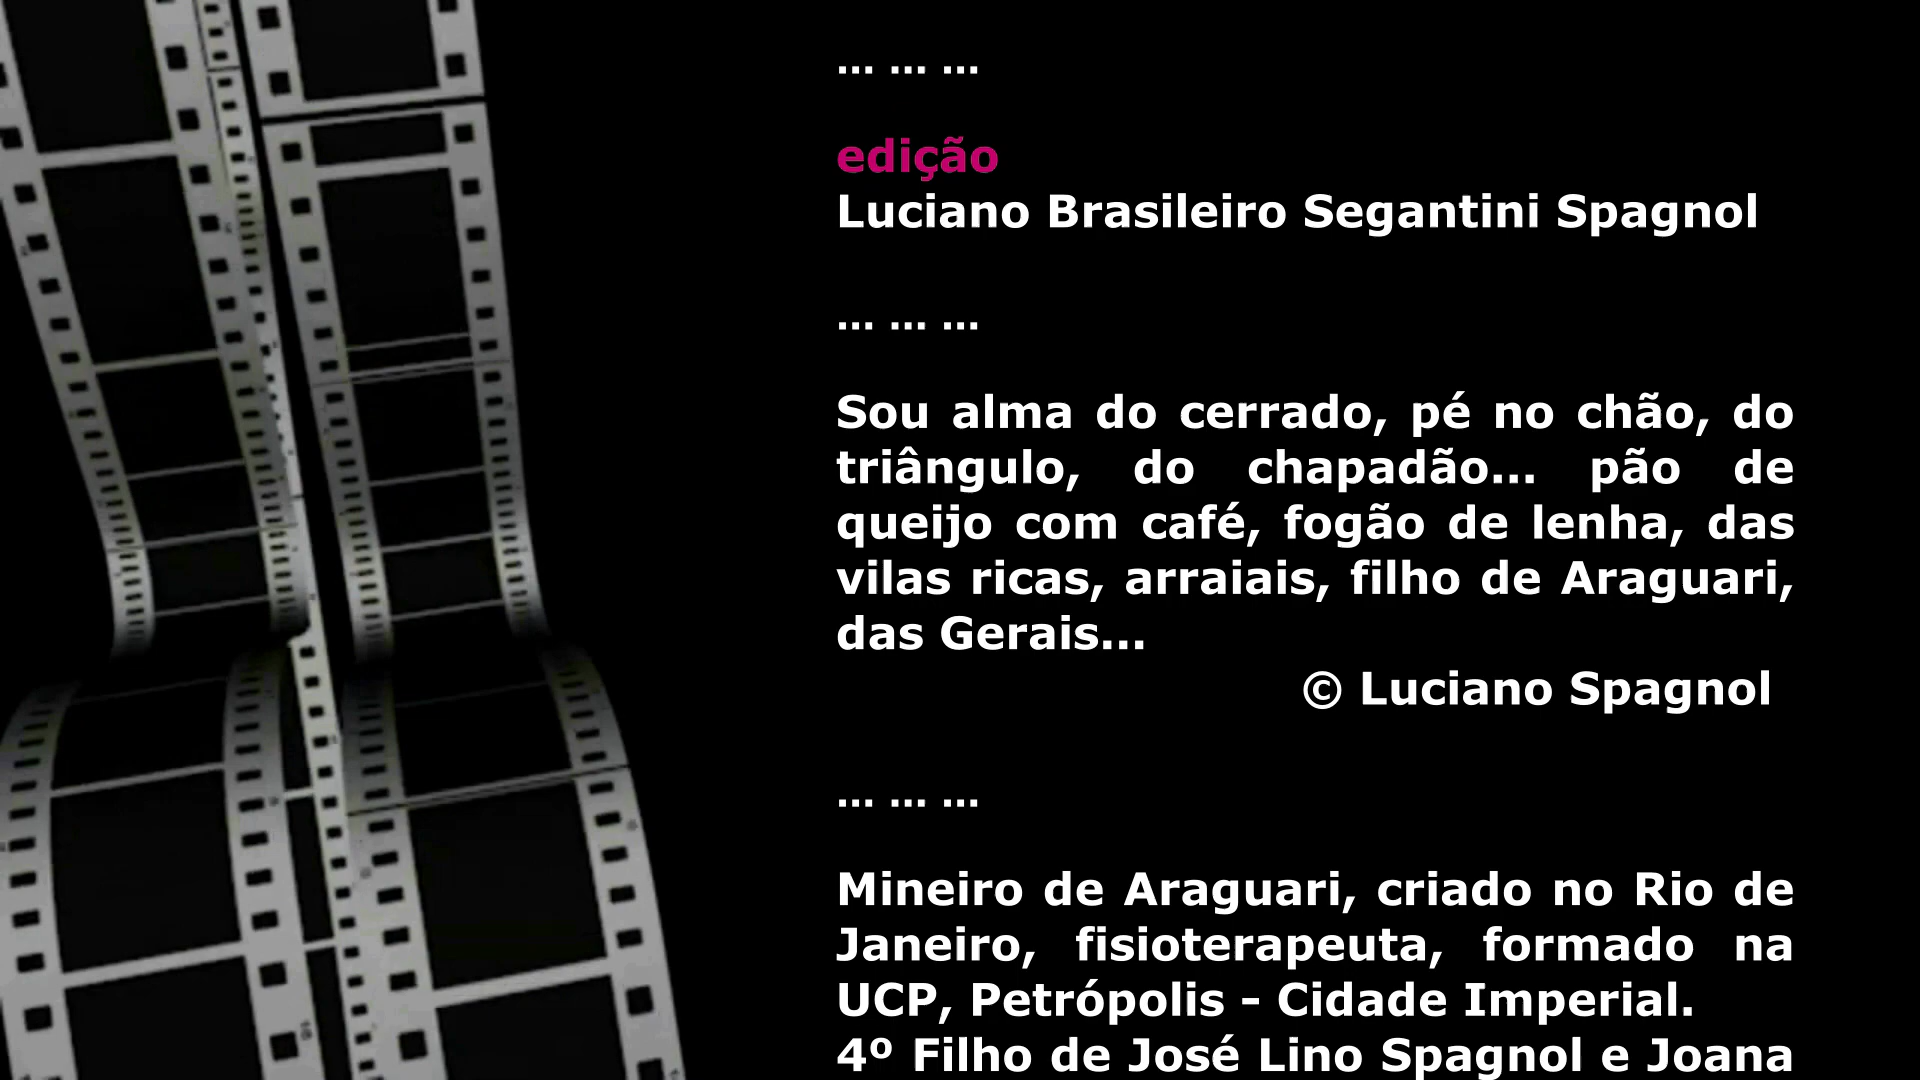 ... ... ...
edição
Luciano Brasileiro Segantini Spagnol
... ... ...
Sou alma do cerrado, pé no chão, do
triângulo, do chapadão... pão de
queijo com café, fogão de lenha, das
vilas ricas, arraiais, filho de Araguari,
das Gerais...
© Luciano Spagnol
... ... ...
Mineiro de Araguari, criado no Rio de
Janeiro, fisioterapeuta, formado na
UCP, Petrópolis - Cidade Imperial.
4º Filho de José Lino Spagnol e Joana